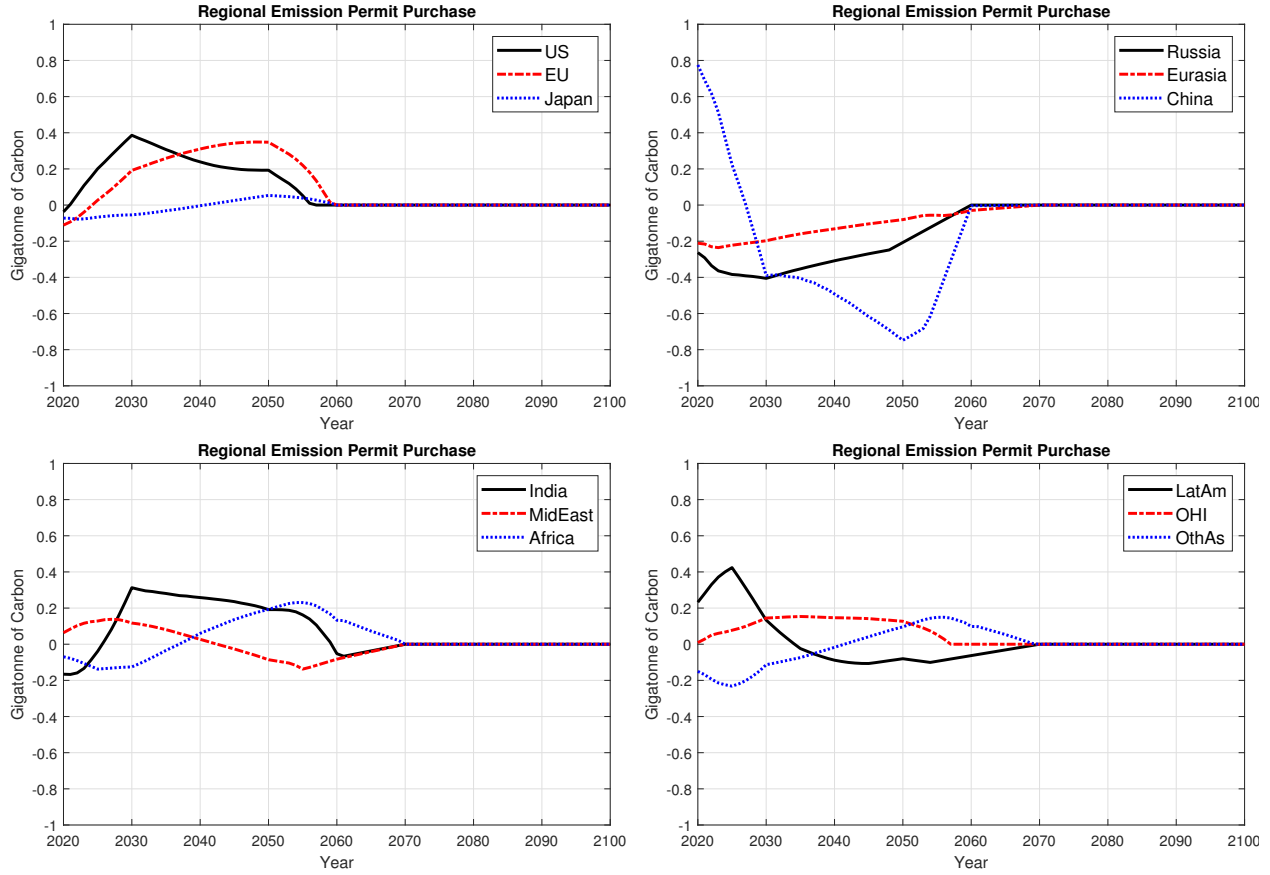 Regional Emission Permit Purchase
1
0.8
0.6
0.4
0.2
0
-0.2
-0.4
-0.6
-0.8
-1
Gigatonne of Carbon
US
EU
Japan
2020 2030 2040 2050 2060 2070 2080 2090 2100
Year
Regional Emission Permit Purchase
1
0.8
0.6
0.4
0.2
0
-0.2
-0.4
-0.6
-0.8
-1
Gigatonne of Carbon
Russia
Eurasia
China
2020 2030 2040 2050 2060 2070 2080 2090 2100
Year
Regional Emission Permit Purchase
1
0.8
0.6
0.4
0.2
0
-0.2
-0.4
-0.6
-0.8
-1
Gigatonne of Carbon
India
MidEast
Africa
2020 2030 2040 2050 2060 2070 2080 2090 2100
Year
Regional Emission Permit Purchase
1
0.8
0.6
0.4
0.2
0
-0.2
-0.4
-0.6
-0.8
-1
Gigatonne of Carbon
LatAm
OHI
OthAs
2020 2030 2040 2050 2060 2070 2080 2090 2100
Year